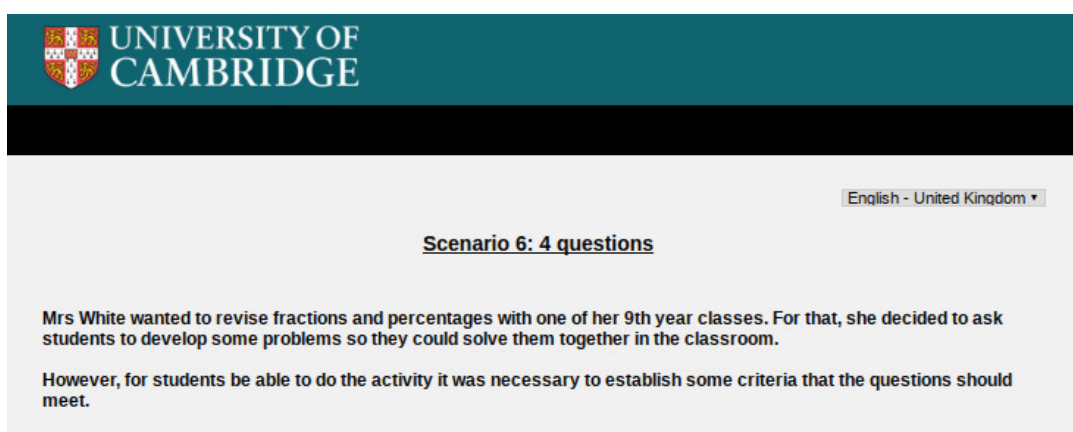 UNIVERSITY OF
CAMBRIDGE
English - United Kingdom
Scenario 6: 4 questions
Mrs White wanted to revise fractions and percentages with one of her 9th year classes. For that, she decided to ask
students to develop some problems so they could solve them together in the classroom.
However, for students be able to do the activity it was necessary to establish some criteria that the questions should
meet.